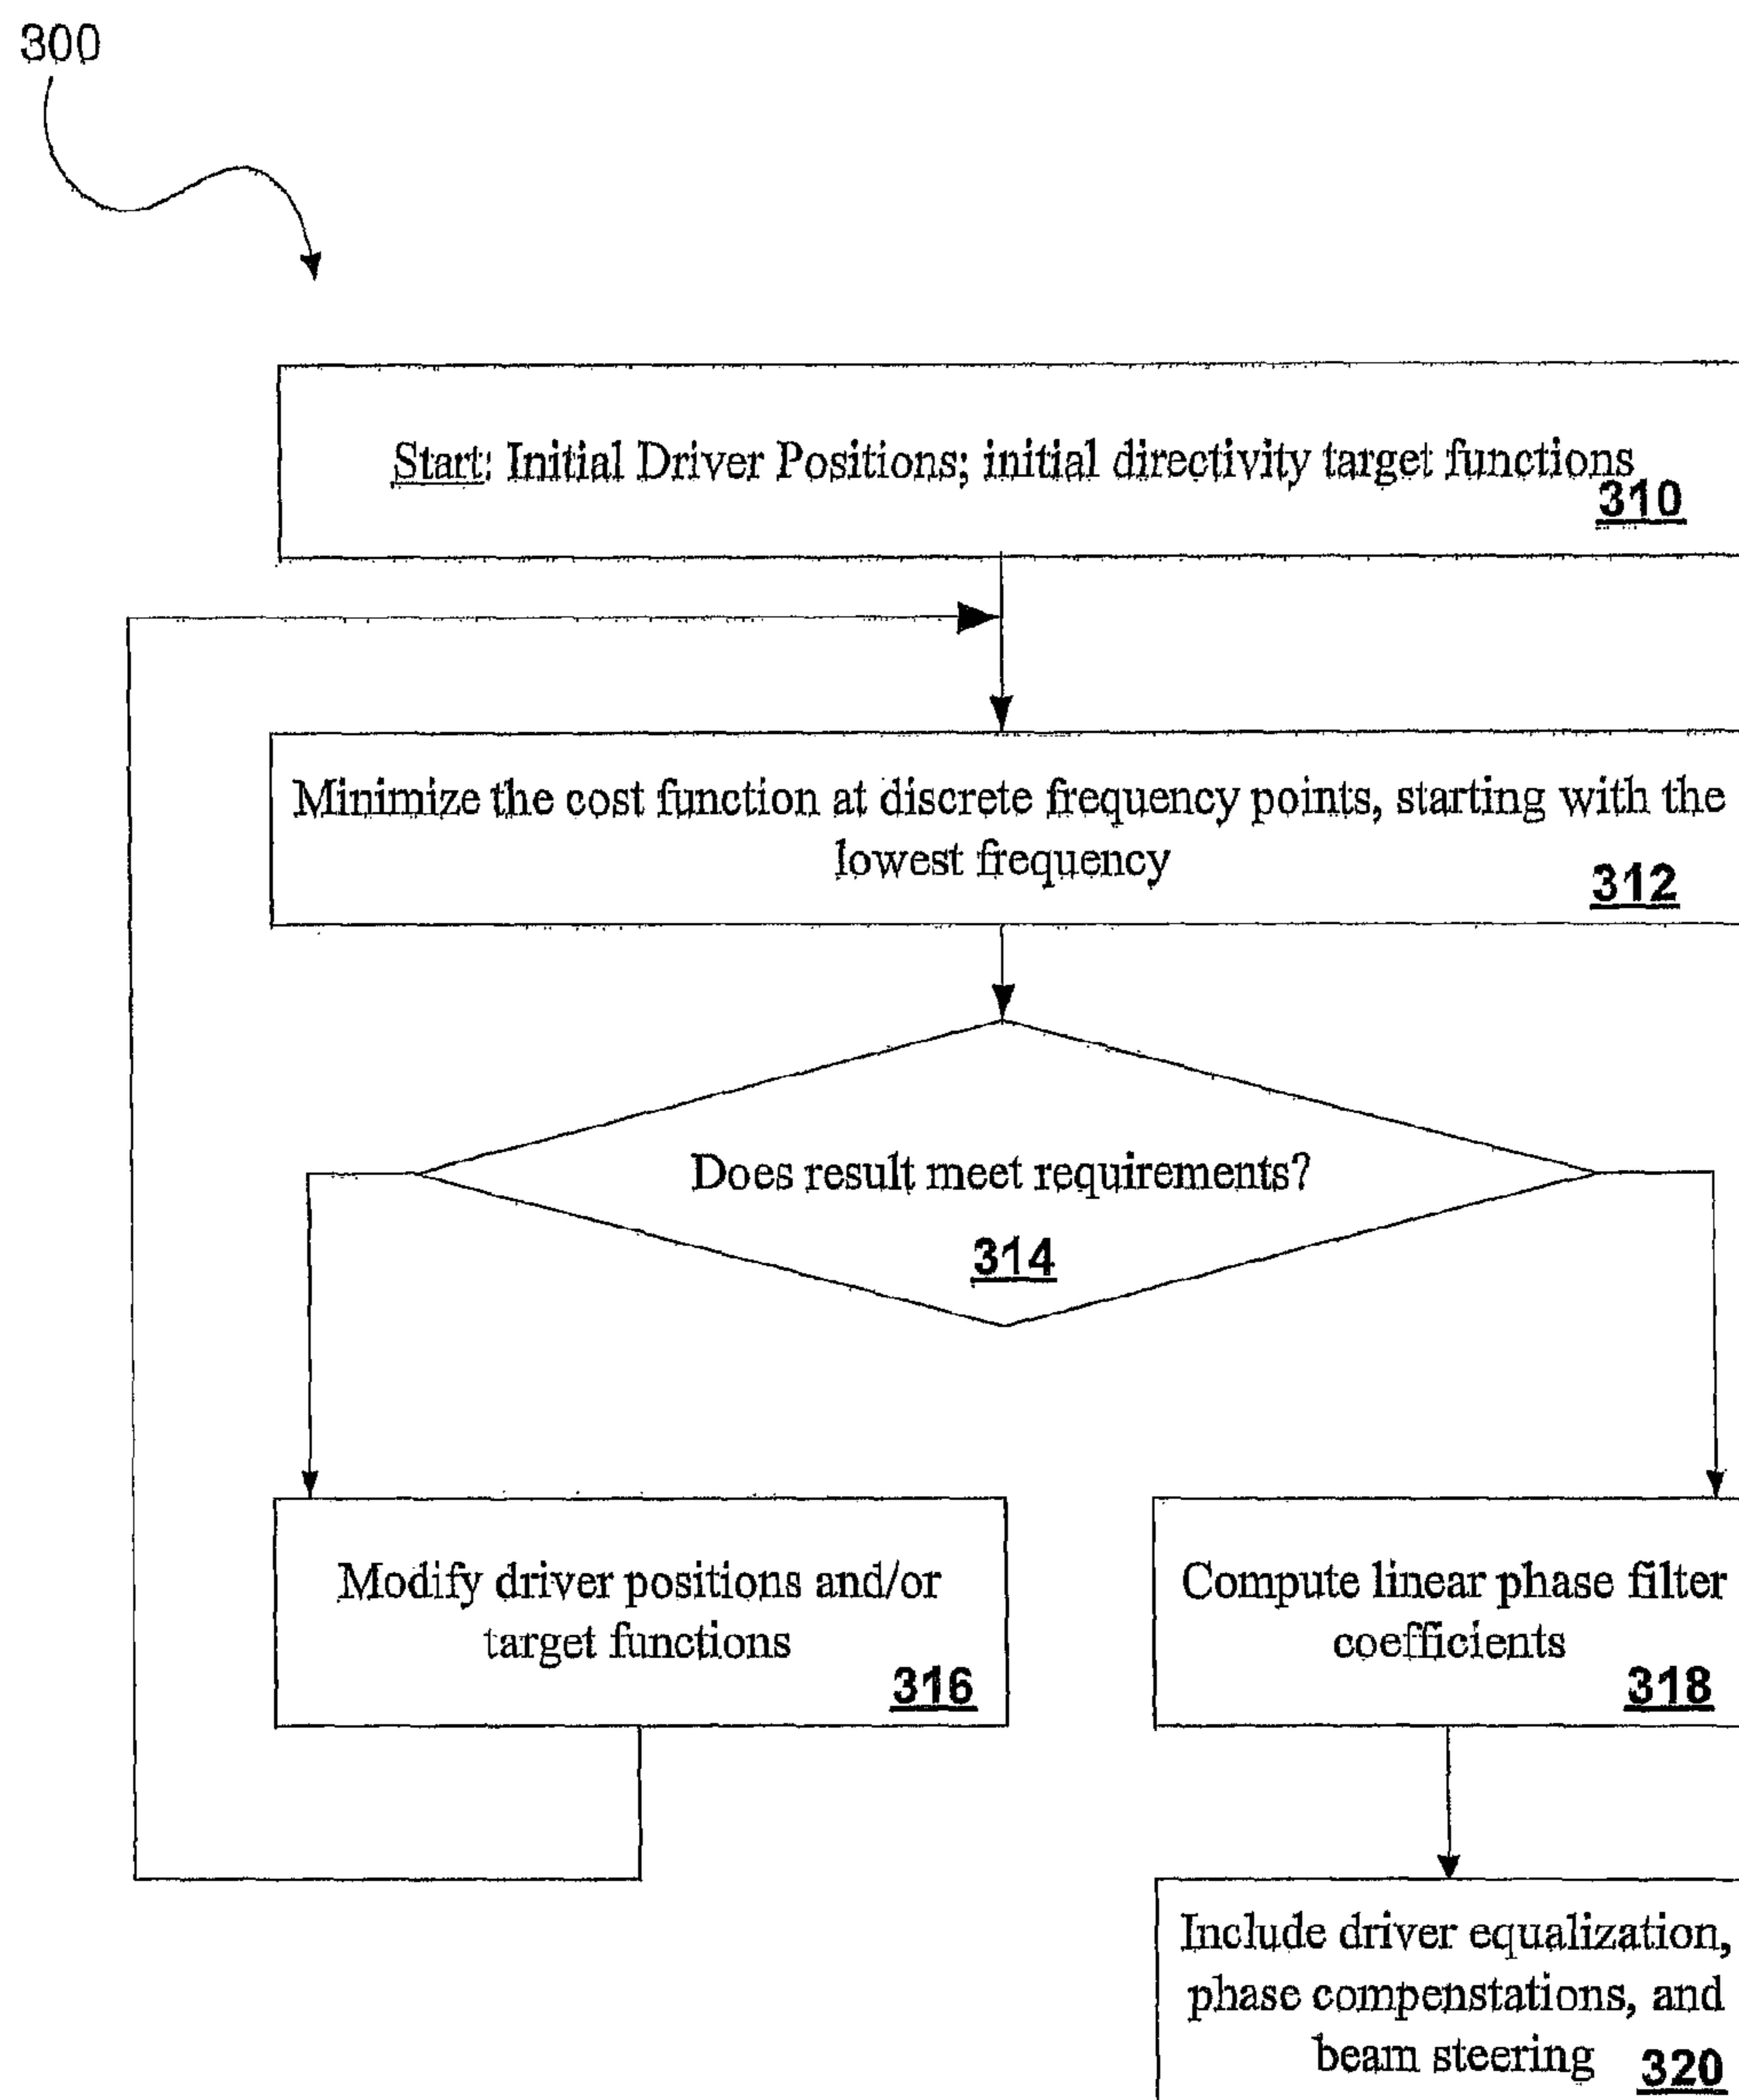 300
Start: Initial Driver Positions; initial directivity target functions
310
Minimize the cost function at discrete frequency points, starting with the
lowest frequency
312
Does result meet requirements?
314
Modify driver positions and/or
target functions
316
Compute linear phase filter
coefficients
318
Include driver equalization,
phase compenstations, and
beam steering 320